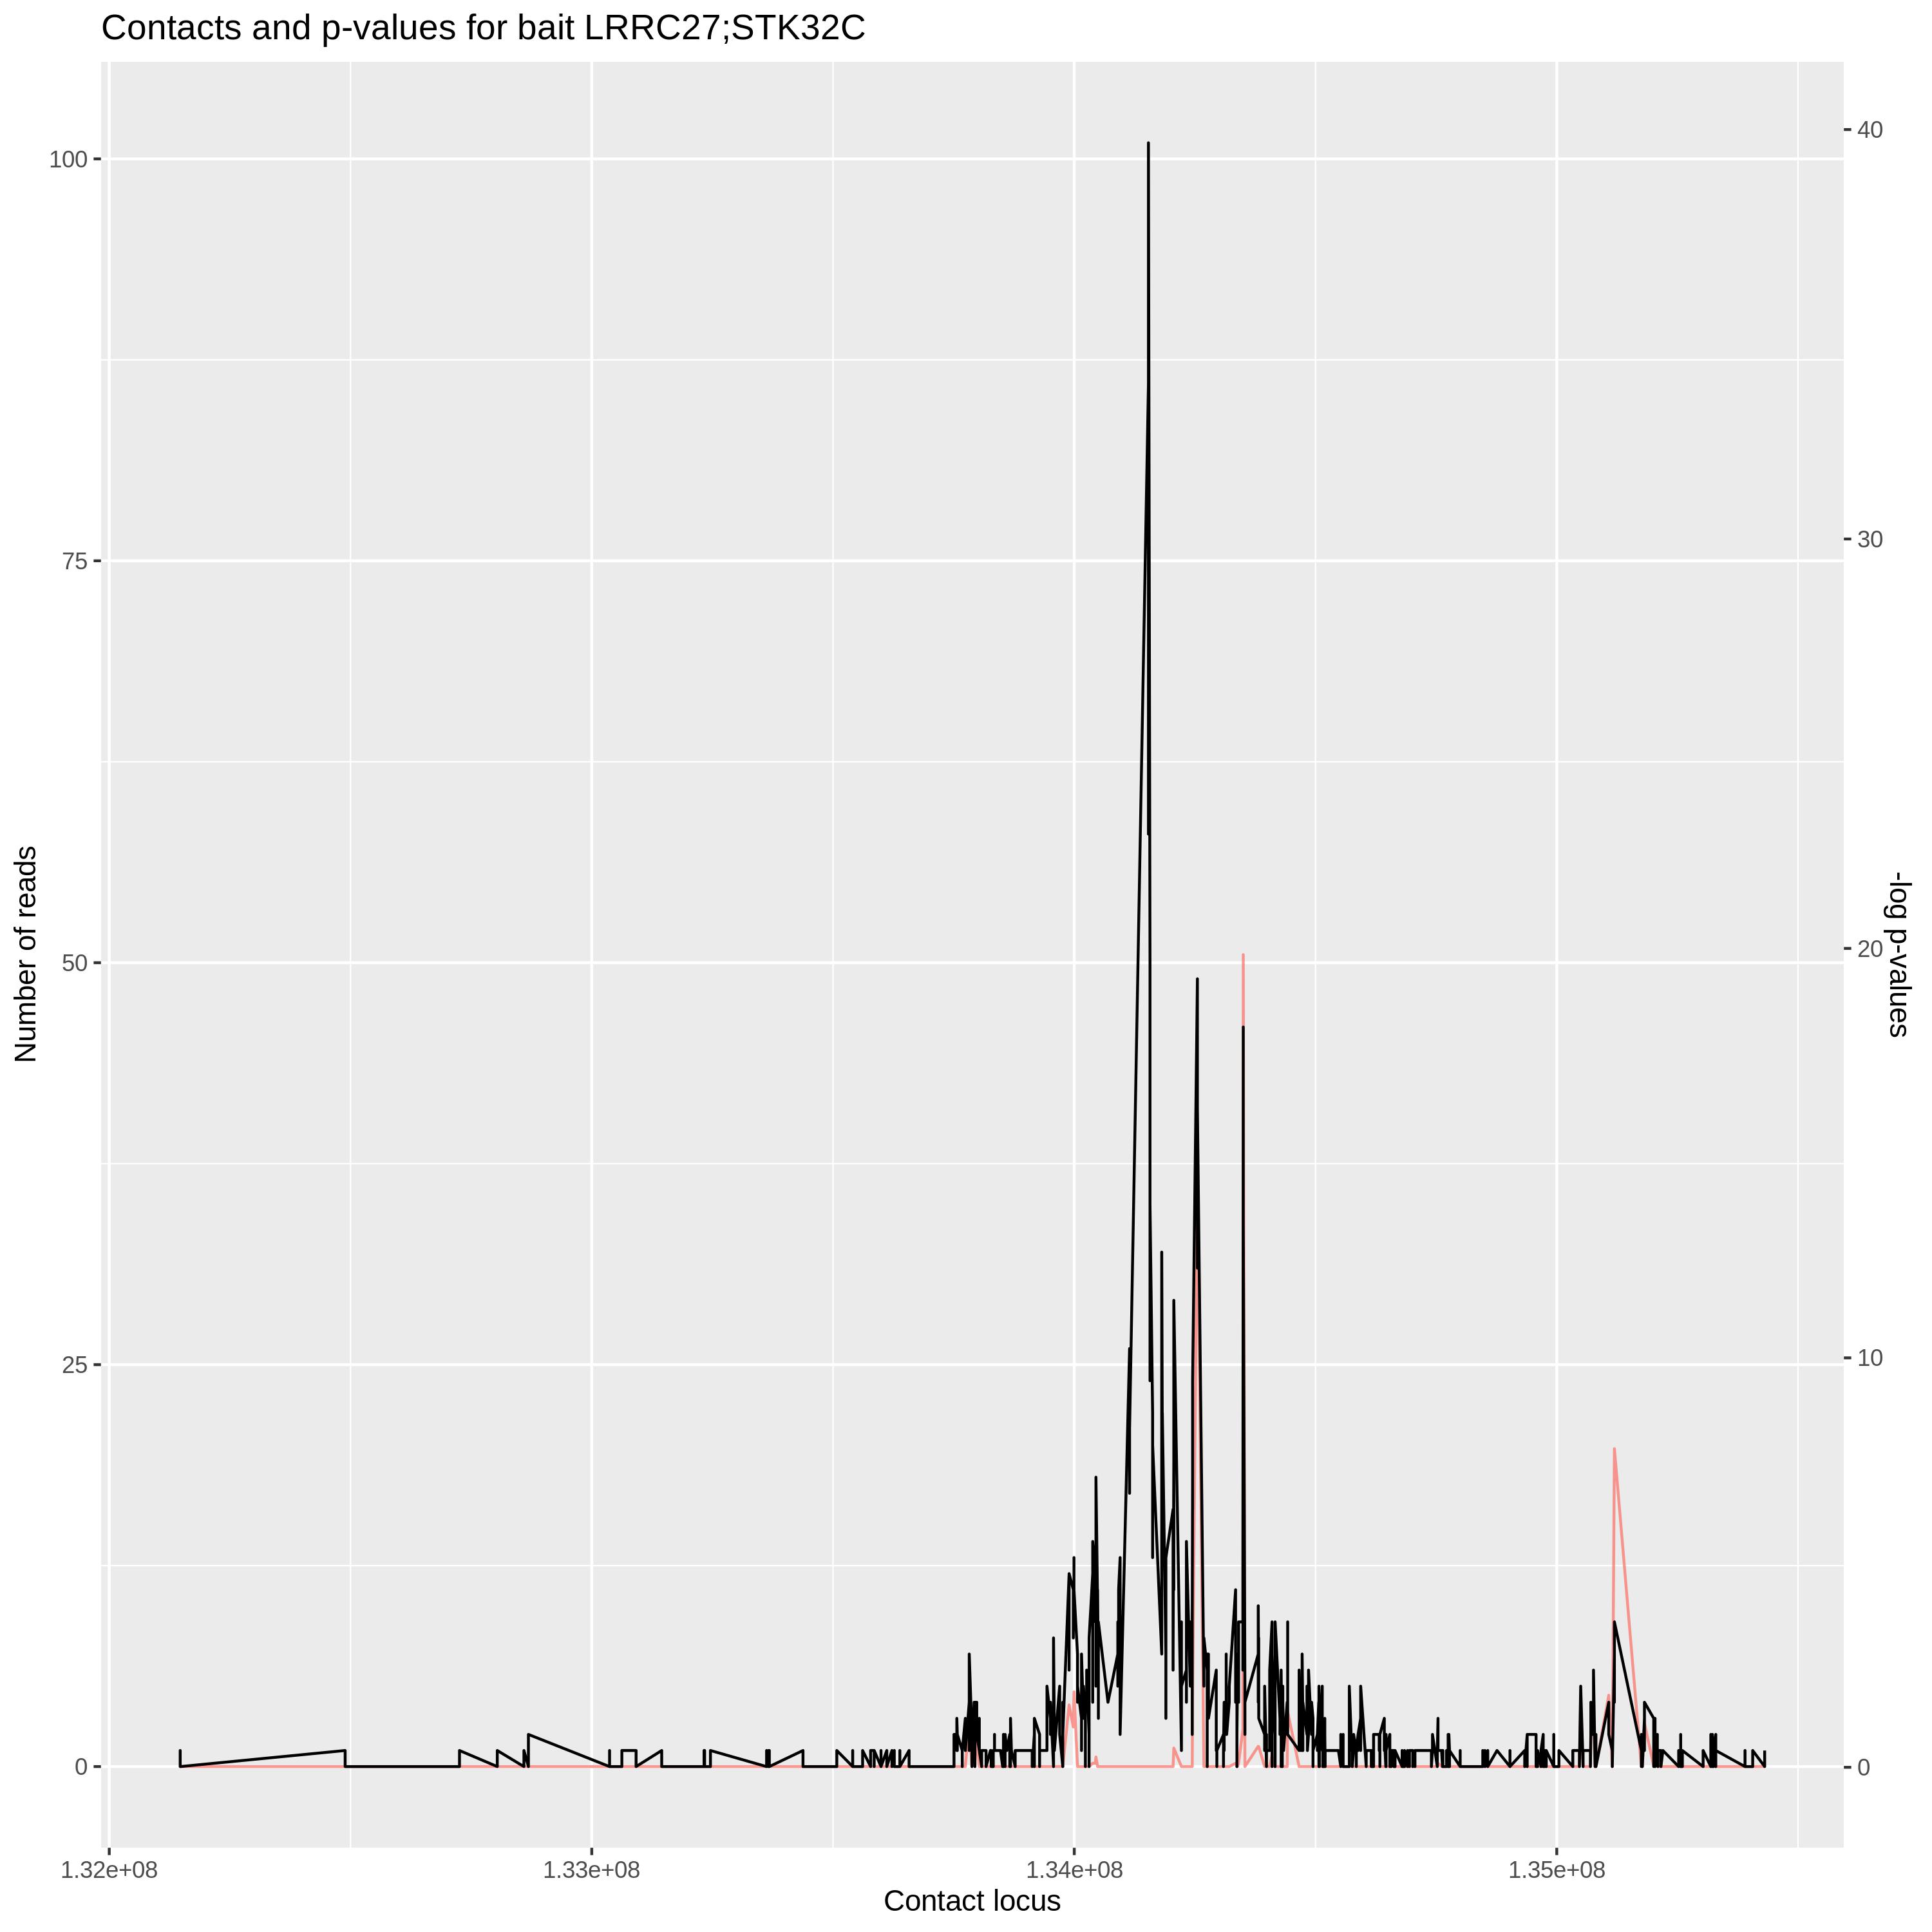 Contacts and p-values for bait LRRC27;STK32C
Number of reads
100
75
50
25
0
40
30
20
10
0
-log p-values
1.32e+08
1.33e+08
1.34e+08
1.35e+08
Contact locus